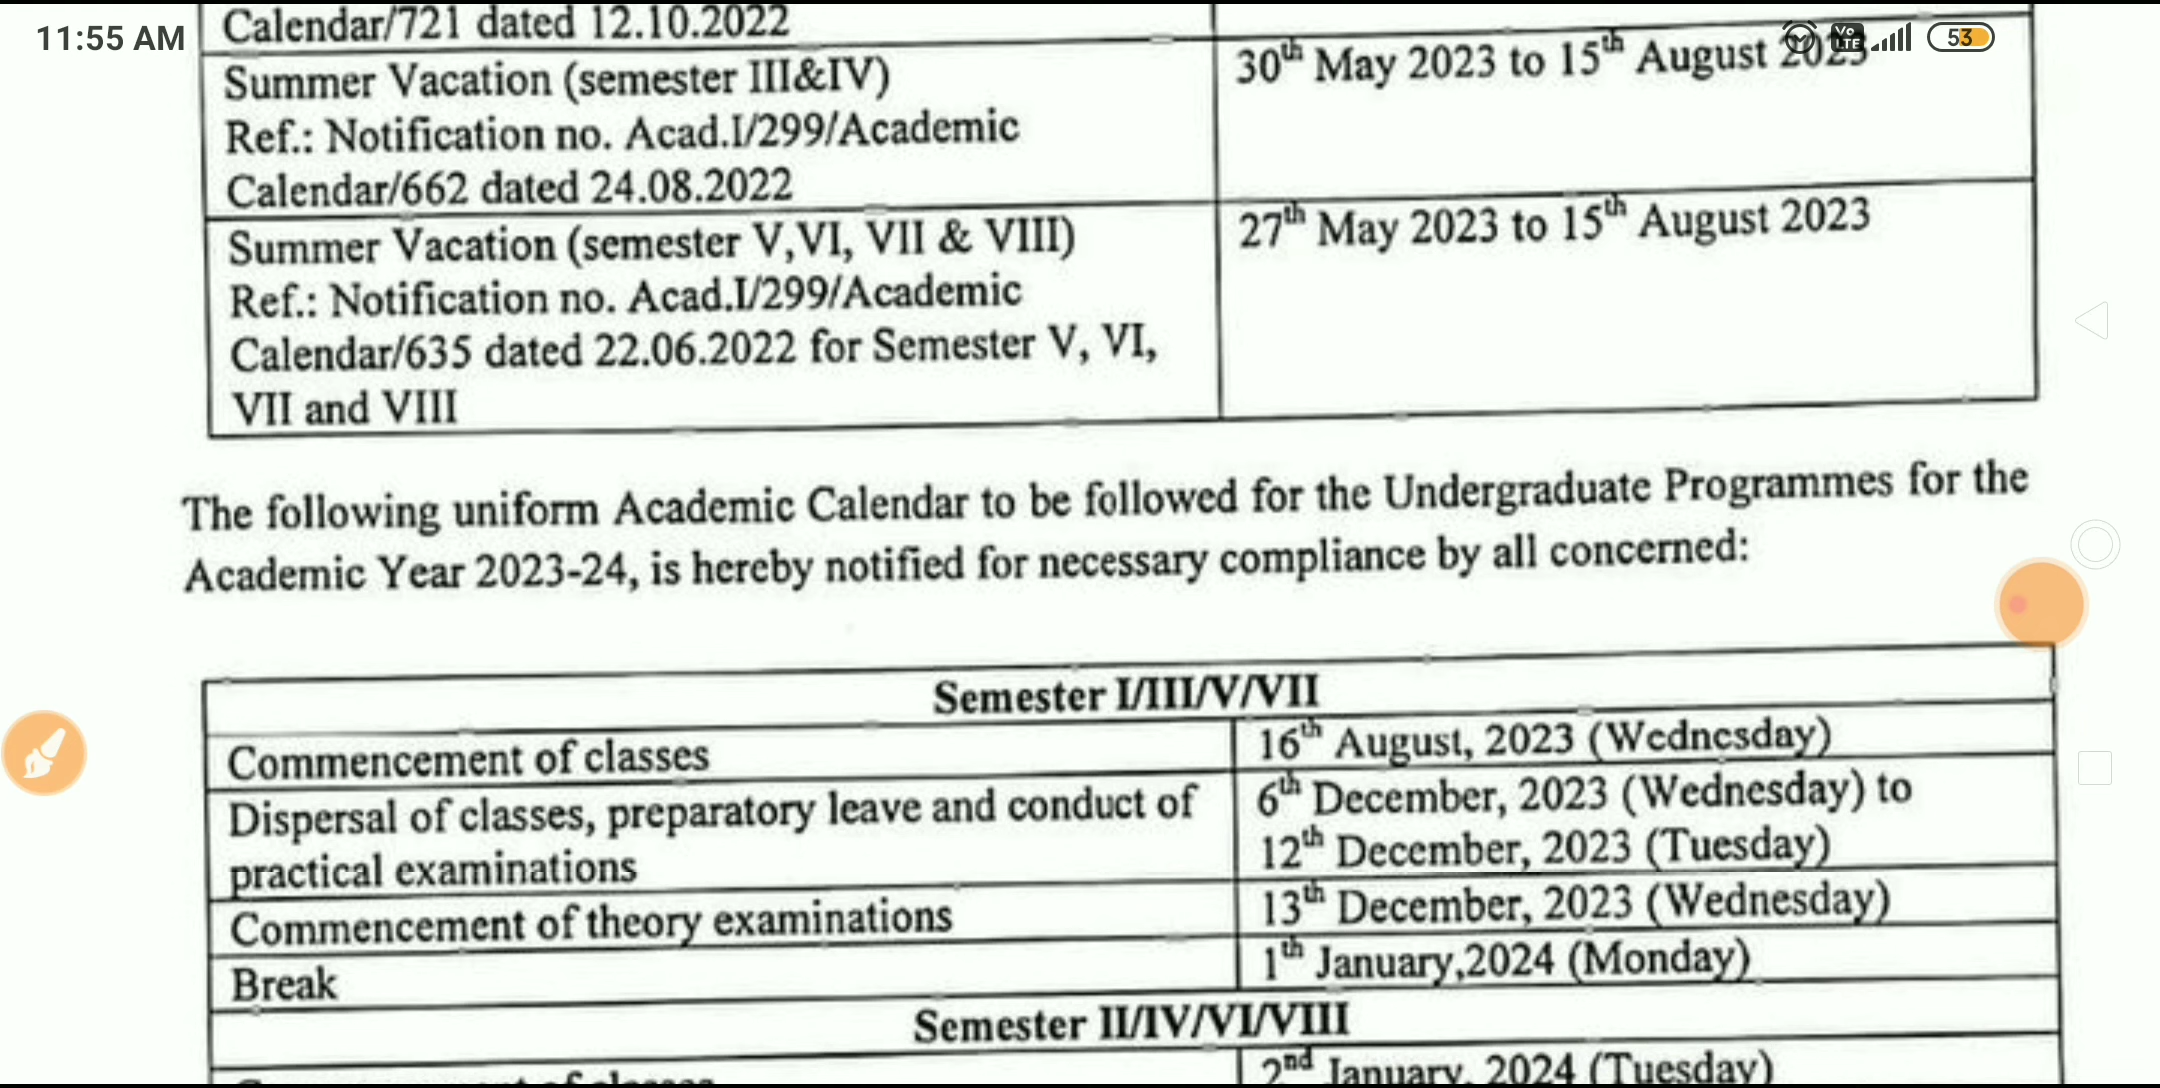 11:55 AM
VO LTE
53
Calendar/721 dated 12.10.2022
Summer Vacation (semester III&IV)
Ref.: Notification no. Acad.I/299/Academic
Calendar/662 dated 24.08.2022
30th May 2023 to 15th August 2023
Summer Vacation (semester V,VI, VII & VIII)
Ref.: Notification no. Acad.I/299/Academic
Calendar/635 dated 22.06.2022 for Semester V, VI,
VII and VIII
27th May 2023 to 15th August 2023
The following uniform Academic Calendar to be followed for the Undergraduate Programmes for the
Academic Year 2023-24, is hereby notified for necessary compliance by all concerned:
Semester I/III/V/VII
Commencement of classes
16th August, 2023 (Wednesday)
Dispersal of classes, preparatory leave and conduct of
practical examinations
6th December, 2023 (Wednesday) to
12th December, 2023 (Tuesday)
Commencement of theory examinations
13th December, 2023 (Wednesday)
Break
1th January,2024 (Monday)
Semester II/IV/VI/VIII
of classes
2nd January, 2024 (Tuesday)